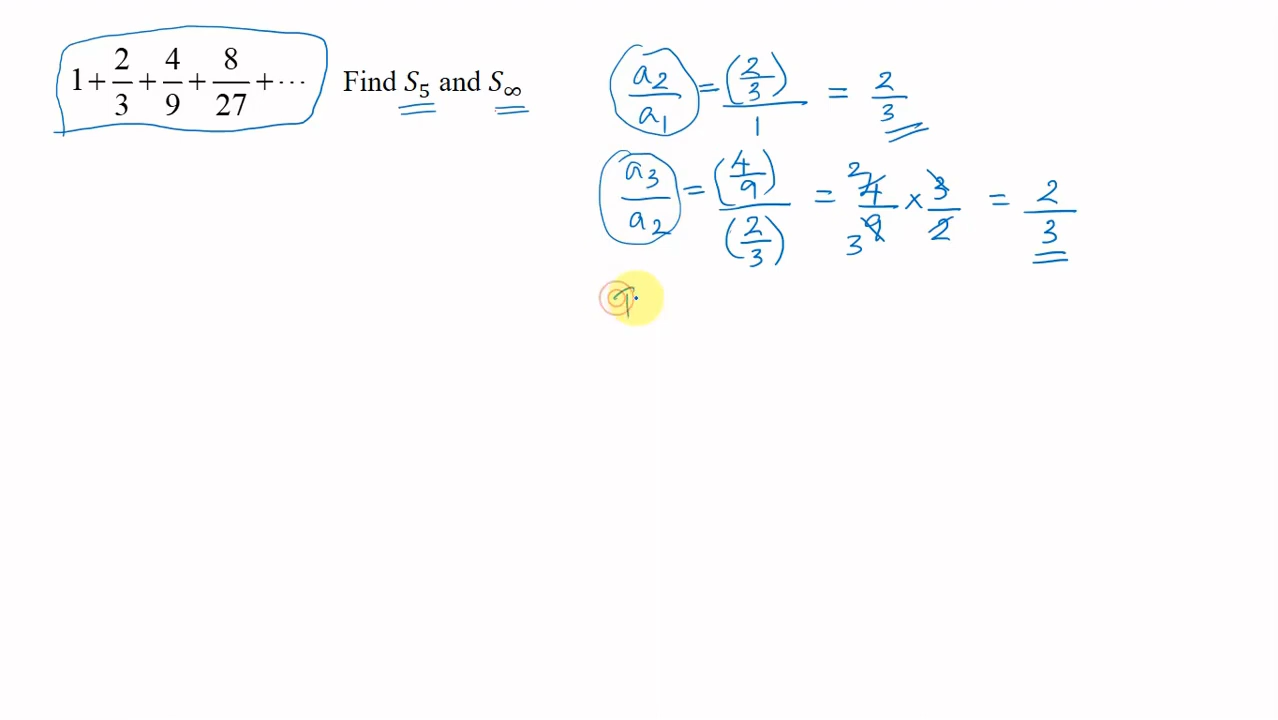 1 + 2/3 + 4/9 + 8/27 + ⋯ Find S₅ and S∞
a₂/a₁ = (2/3)/1 = 2/3
a₃/a₂ = (4/9)/(2/3) = 4/9 × 3/2 = 2/3